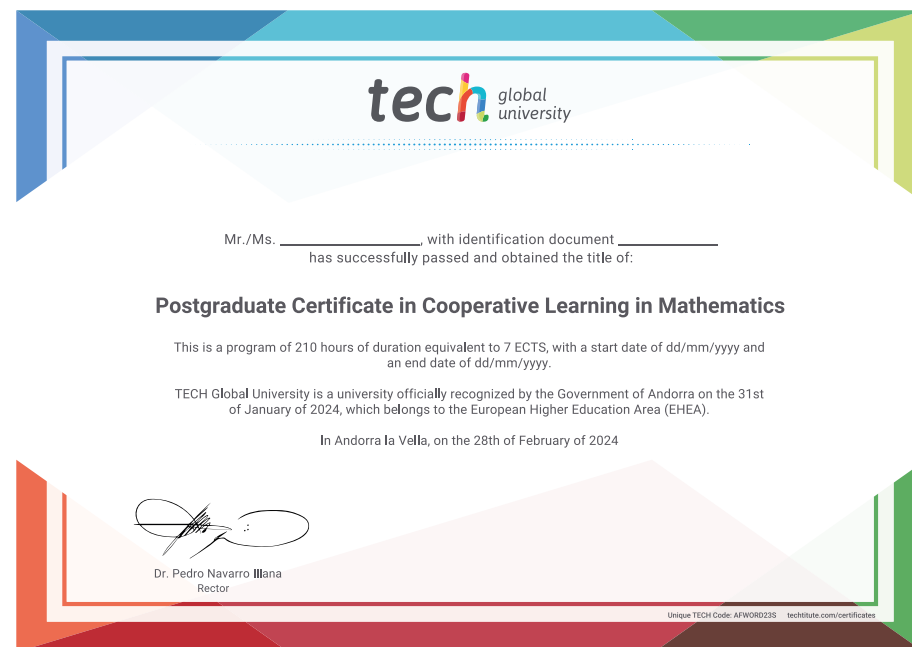 tech global
university
Mr./Ms. ________________, with identification document ____________
has successfully passed and obtained the title of:
Postgraduate Certificate in Cooperative Learning in Mathematics
This is a program of 210 hours of duration equivalent to 7 ECTS, with a start date of dd/mm/yyyy and
an end date of dd/mm/yyyy.
TECH Global University is a university officially recognized by the Government of Andorra on the 31st
of January of 2024, which belongs to the European Higher Education Area (EHEA).
In Andorra la Vella, on the 28th of February of 2024
Dr. Pedro Navarro Illana
Rector
Unique TECH Code: AFWORD23S techtitute.com/certificates